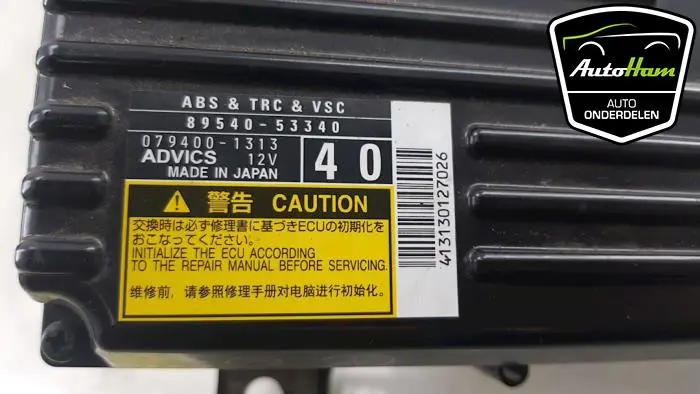 AutoHam
AUTO
ONDERDELEN
ABS & TRC & VSC
89540-53340
079400-1313
ADVICS 12V
MADE IN JAPAN
40
警告 CAUTION
交換時は必ず修理書に基づきECUの初期化を
おこなってください。
INITIALIZE THE ECU ACCORDING
TO THE REPAIR MANUAL BEFORE SERVICING.
维修前,请参照修理手册对电脑进行初始化。
413130127026